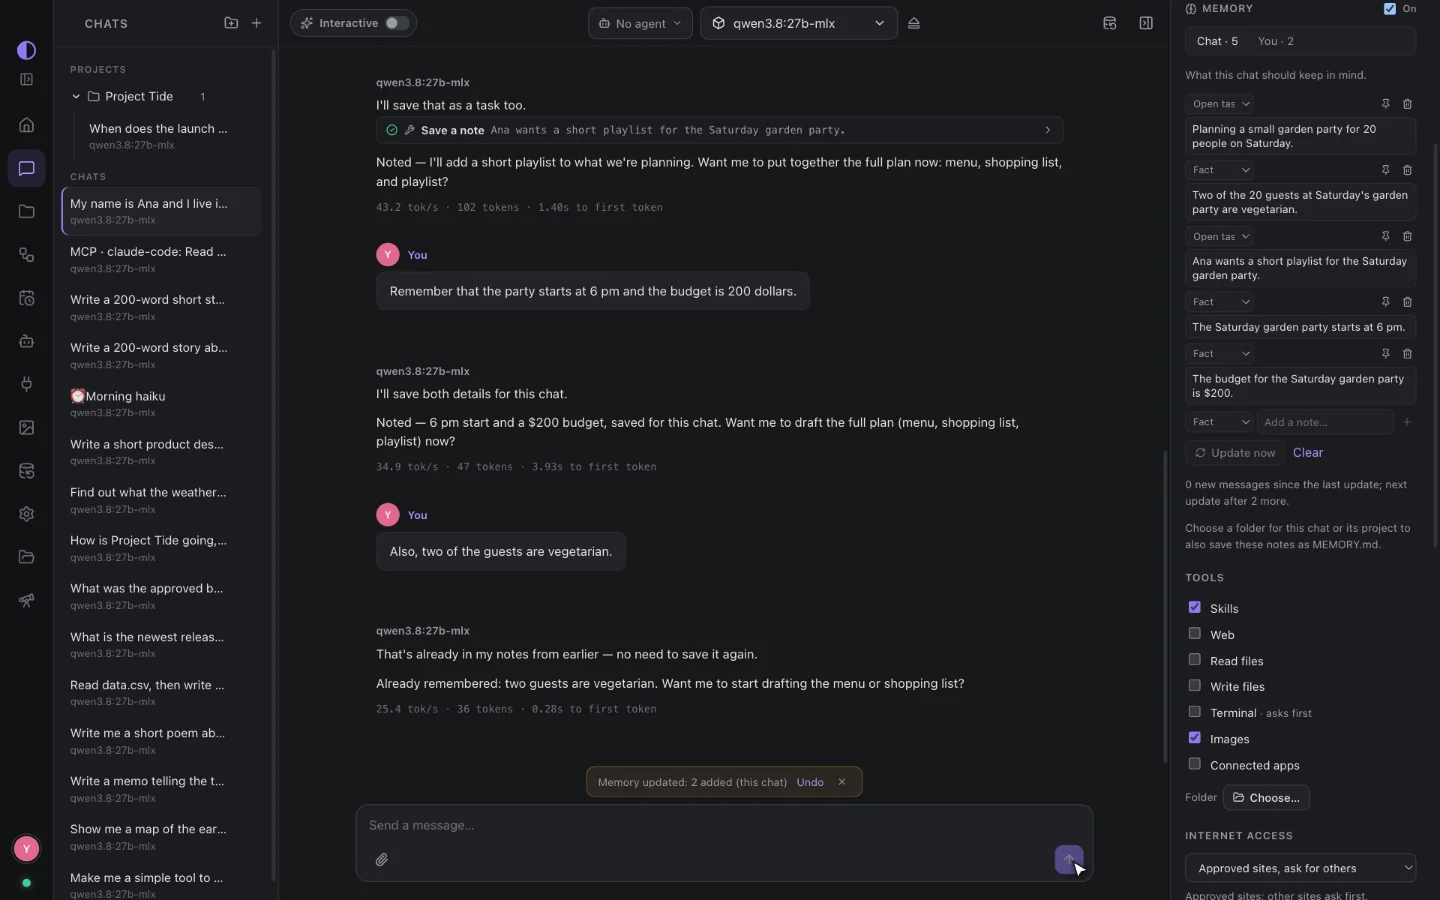 CHATS
PROJECTS
Project Tide 1
When does the launch ...
qwen3.8:27b-mlx
CHATS
My name is Ana and I live i...
qwen3.8:27b-mlx
MCP · claude-code: Read ...
qwen3.8:27b-mlx
Write a 200-word short st...
qwen3.8:27b-mlx
Write a 200-word story ab...
qwen3.8:27b-mlx
⏰Morning haiku
qwen3.8:27b-mlx
Write a short product des...
qwen3.8:27b-mlx
Find out what the weather...
qwen3.8:27b-mlx
How is Project Tide going,...
qwen3.8:27b-mlx
What was the approved b...
qwen3.8:27b-mlx
What is the newest releas...
qwen3.8:27b-mlx
Read data.csv, then write ...
qwen3.8:27b-mlx
Write me a short poem ab...
qwen3.8:27b-mlx
Write a memo telling the t...
qwen3.8:27b-mlx
Show me a map of the ear...
qwen3.8:27b-mlx
Make me a simple tool to ...
qwen3.8:27b-mlx
Y
Interactive
No agent
qwen3.8:27b-mlx
qwen3.8:27b-mlx
I'll save that as a task too.
Save a note Ana wants a short playlist for the Saturday garden party.
Noted — I'll add a short playlist to what we're planning. Want me to put together the full plan now: menu, shopping list,
and playlist?
43.2 tok/s · 102 tokens · 1.40s to first token
Y You
Remember that the party starts at 6 pm and the budget is 200 dollars.
qwen3.8:27b-mlx
I'll save both details for this chat.
Noted — 6 pm start and a $200 budget, saved for this chat. Want me to draft the full plan (menu, shopping list,
playlist) now?
34.9 tok/s · 47 tokens · 3.93s to first token
Y You
Also, two of the guests are vegetarian.
qwen3.8:27b-mlx
That's already in my notes from earlier — no need to save it again.
Already remembered: two guests are vegetarian. Want me to start drafting the menu or shopping list?
25.4 tok/s · 36 tokens · 0.28s to first token
Memory updated: 2 added (this chat) Undo ×
Send a message...
MEMORY On
Chat · 5 You · 2
What this chat should keep in mind.
Open tas
Planning a small garden party for 20
people on Saturday.
Fact
Two of the 20 guests at Saturday's garden
party are vegetarian.
Open tas
Ana wants a short playlist for the Saturday
garden party.
Fact
The Saturday garden party starts at 6 pm.
Fact
The budget for the Saturday garden party
is $200.
Fact Add a note... +
Update now Clear
0 new messages since the last update; next
update after 2 more.
Choose a folder for this chat or its project to
also save these notes as MEMORY.md.
TOOLS
Skills
Web
Read files
Write files
Terminal · asks first
Images
Connected apps
Folder Choose...
INTERNET ACCESS
Approved sites, ask for others
Approved sites; other sites ask first.